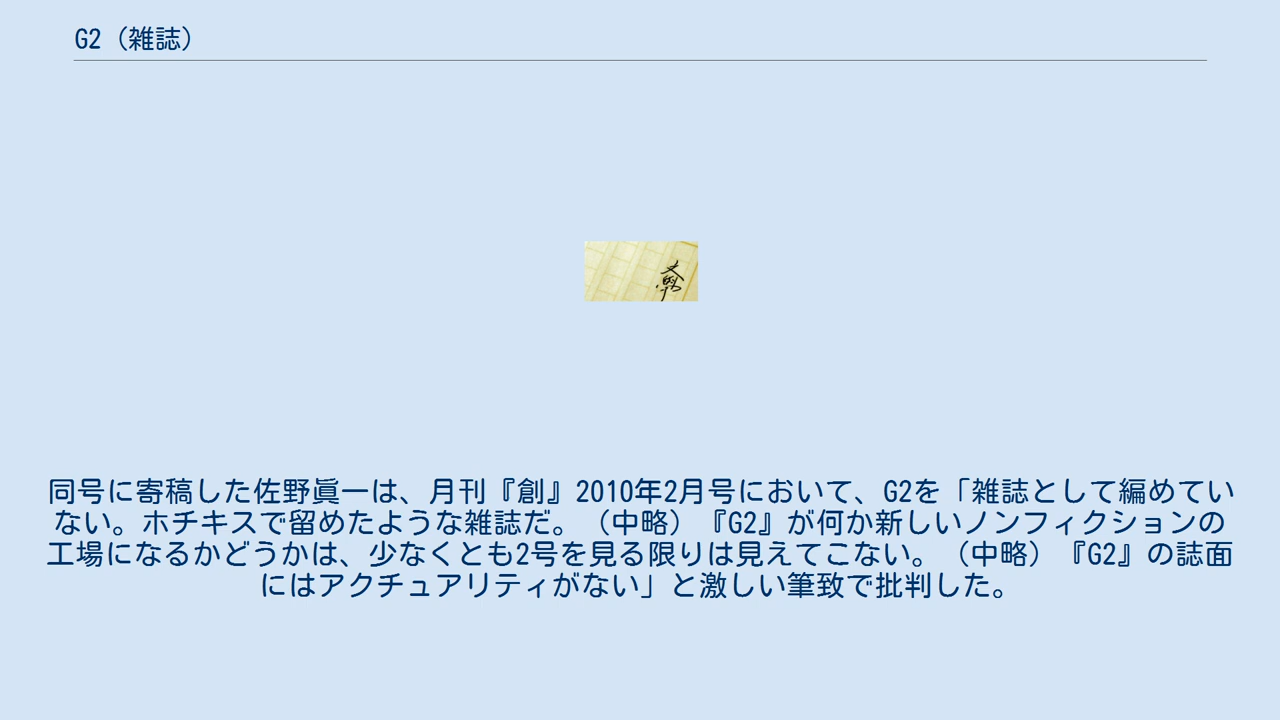 G2（雑誌）
同号に寄稿した佐野眞一は、月刊『創』2010年2月号において、G2を「雑誌として編めてい
ない。ホチキスで留めたような雑誌だ。（中略）『G2』が何か新しいノンフィクションの
工場になるかどうかは、少なくとも2号を見る限りは見えてこない。（中略）『G2』の誌面
にはアクチュアリティがない」と激しい筆致で批判した。